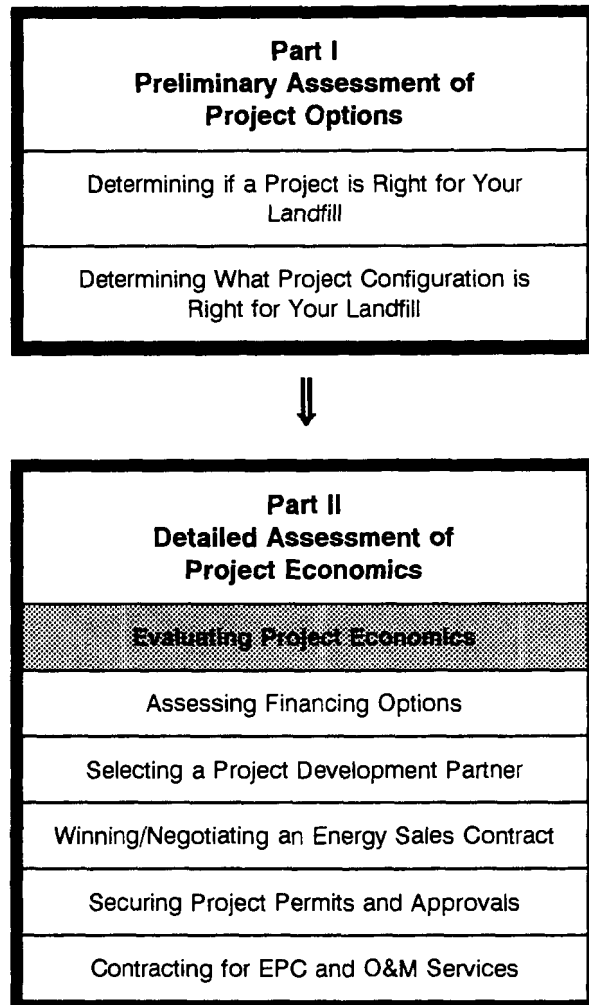 Part I
Preliminary Assessment of
Project Options
Determining if a Project is Right for Your
Landfill
Determining What Project Configuration is
Right for Your Landfill
⇓
Part II
Detailed Assessment of
Project Economics
Evaluating Project Economics
Assessing Financing Options
Selecting a Project Development Partner
Winning/Negotiating an Energy Sales Contract
Securing Project Permits and Approvals
Contracting for EPC and O&M Services